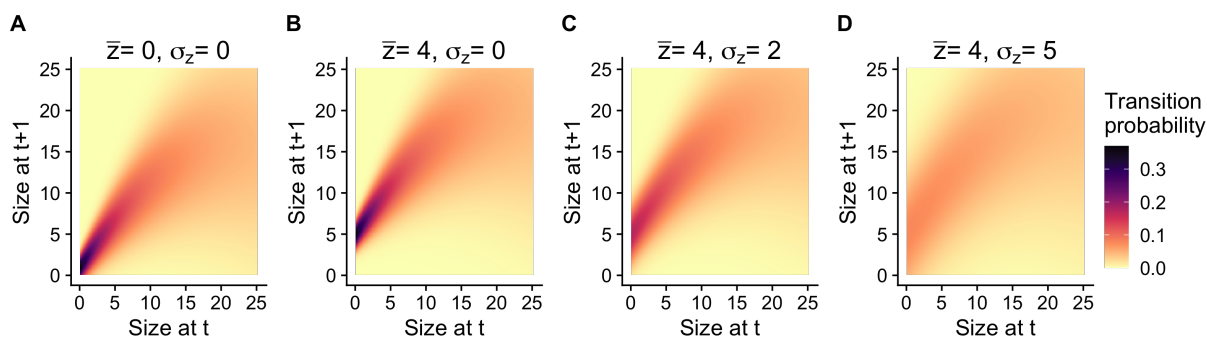 A
z̅= 0, σz= 0
Size at t+1
25
20
15
10
5
0
0 5 10 15 20 25
Size at t
B
z̅= 4, σz= 0
Size at t+1
25
20
15
10
5
0
0 5 10 15 20 25
Size at t
C
z̅= 4, σz= 2
Size at t+1
25
20
15
10
5
0
0 5 10 15 20 25
Size at t
D
z̅= 4, σz= 5
Size at t+1
25
20
15
10
5
0
0 5 10 15 20 25
Size at t
Transition
probability
0.3
0.2
0.1
0.0